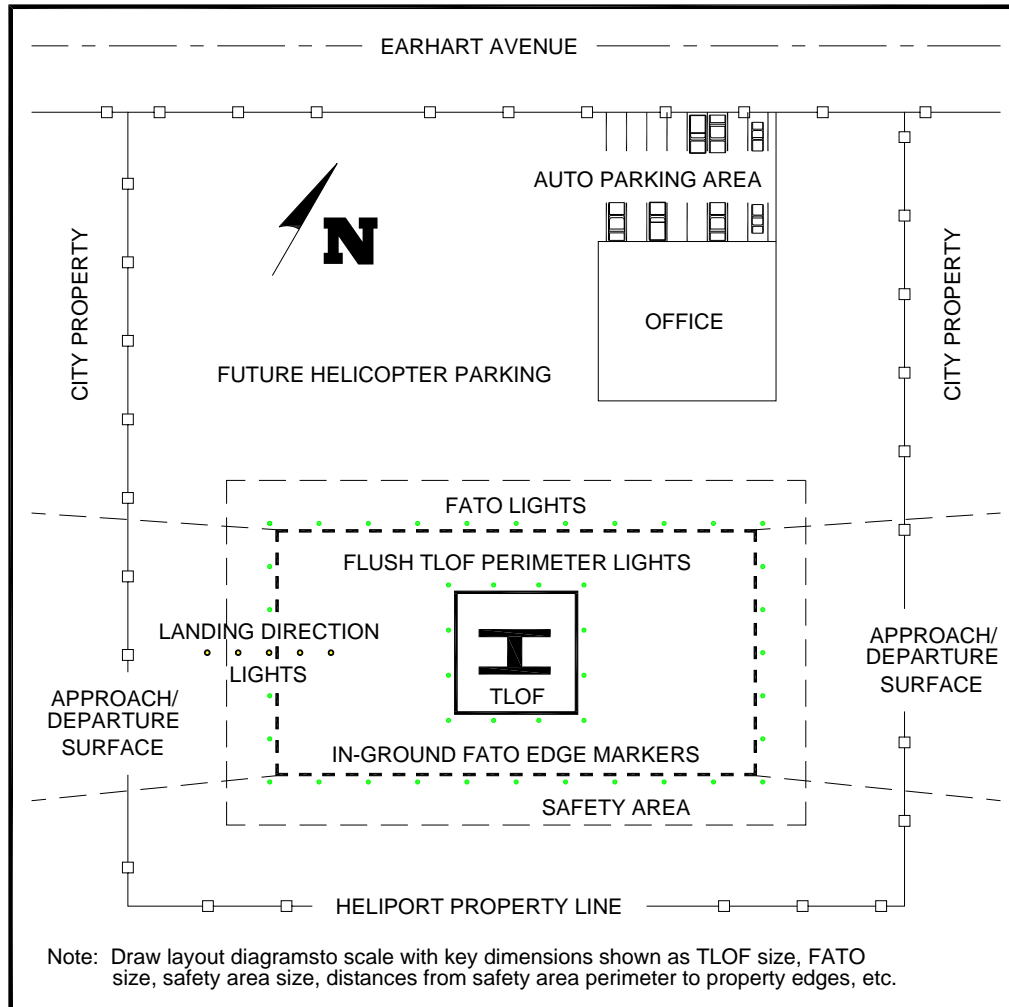 EARHART AVENUE
AUTO PARKING AREA
N
CITY PROPERTY
OFFICE
CITY PROPERTY
FUTURE HELICOPTER PARKING
FATO LIGHTS
FLUSH TLOF PERIMETER LIGHTS
LANDING DIRECTION
LIGHTS
H
TLOF
APPROACH/
DEPARTURE
SURFACE
APPROACH/
DEPARTURE
SURFACE
IN-GROUND FATO EDGE MARKERS
SAFETY AREA
HELIPORT PROPERTY LINE
Note: Draw layout diagramsto scale with key dimensions shown as TLOF size, FATO
size, safety area size, distances from safety area perimeter to property edges, etc.